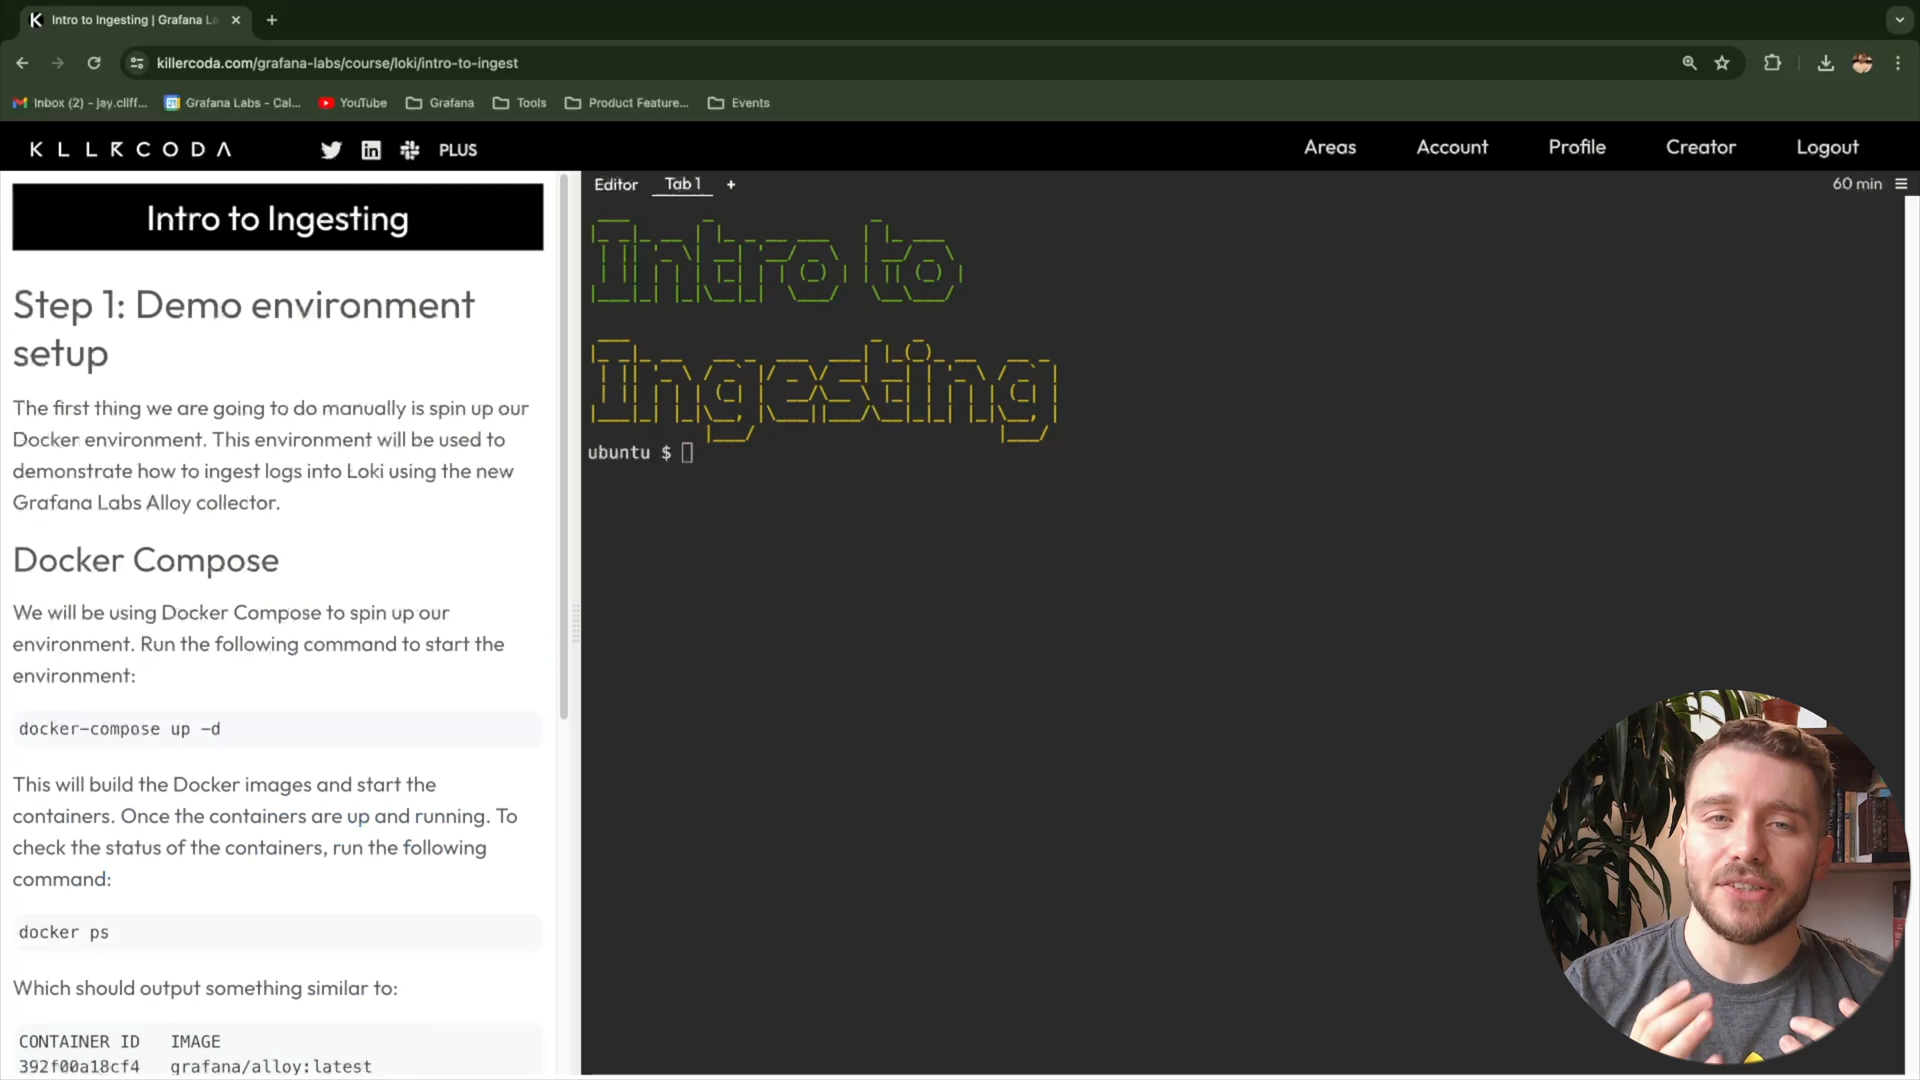 Intro to Ingesting | Grafana La
killercoda.com/grafana-labs/course/loki/intro-to-ingest
Inbox (2) - jay.cliff...
Grafana Labs - Cal...
YouTube
Grafana
Tools
Product Feature...
Events
KLLRCODA
PLUS
Areas
Account
Profile
Creator
Logout
Intro to Ingesting
Step 1: Demo environment
setup
The first thing we are going to do manually is spin up our
Docker environment. This environment will be used to
demonstrate how to ingest logs into Loki using the new
Grafana Labs Alloy collector.
Docker Compose
We will be using Docker Compose to spin up our
environment. Run the following command to start the
environment:
docker-compose up -d
This will build the Docker images and start the
containers. Once the containers are up and running. To
check the status of the containers, run the following
command:
docker ps
Which should output something similar to:
CONTAINER ID IMAGE
392f00a18cf4 grafana/alloy:latest
Editor Tab 1 +
60 min
Intro to
Ingesting
ubuntu $